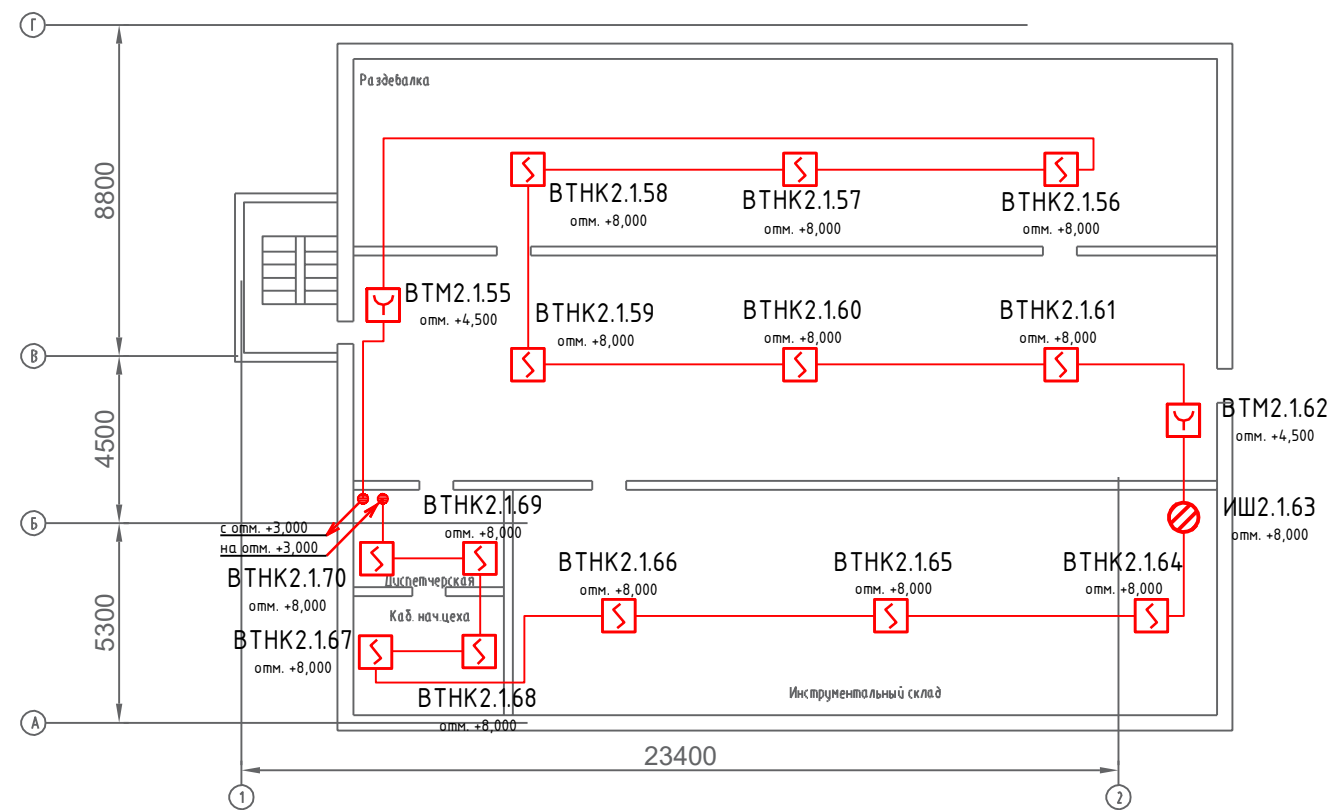 Г
Раздевалка
8800
ВТНК2.1.58
отм. +8,000
ВТНК2.1.57
отм. +8,000
ВТНК2.1.56
отм. +8,000
ВТМ2.1.55
отм. +4,500
ВТНК2.1.59
отм. +8,000
ВТНК2.1.60
отм. +8,000
ВТНК2.1.61
отм. +8,000
В
4500
ВТМ2.1.62
отм. +4,500
Б
с отм. +3,000
на отм. +3,000
ВТНК2.1.69
отм. +8,000
ИШ2.1.63
отм. +8,000
ВТНК2.1.70
отм. +8,000
Диспетчерская
ВТНК2.1.66
отм. +8,000
ВТНК2.1.65
отм. +8,000
ВТНК2.1.64
отм. +8,000
5300
Каб. нач.цеха
ВТНК2.1.67
отм. +8,000
ВТНК2.1.68
отм. +8,000
Инструментальный склад
А
23400
1
2